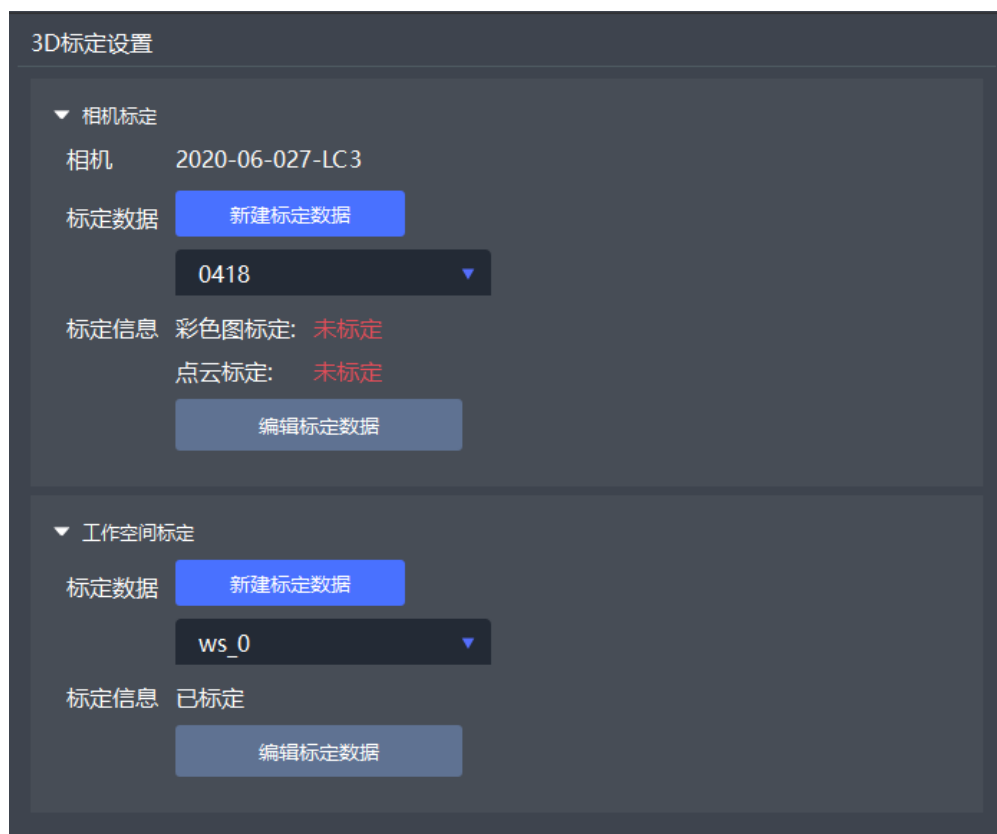 3D标定设置
相机标定
相机 2020-06-027-LC3
标定数据 新建标定数据
0418
标定信息 彩色图标定: 未标定
点云标定: 未标定
编辑标定数据
工作空间标定
标定数据 新建标定数据
ws_0
标定信息 已标定
编辑标定数据